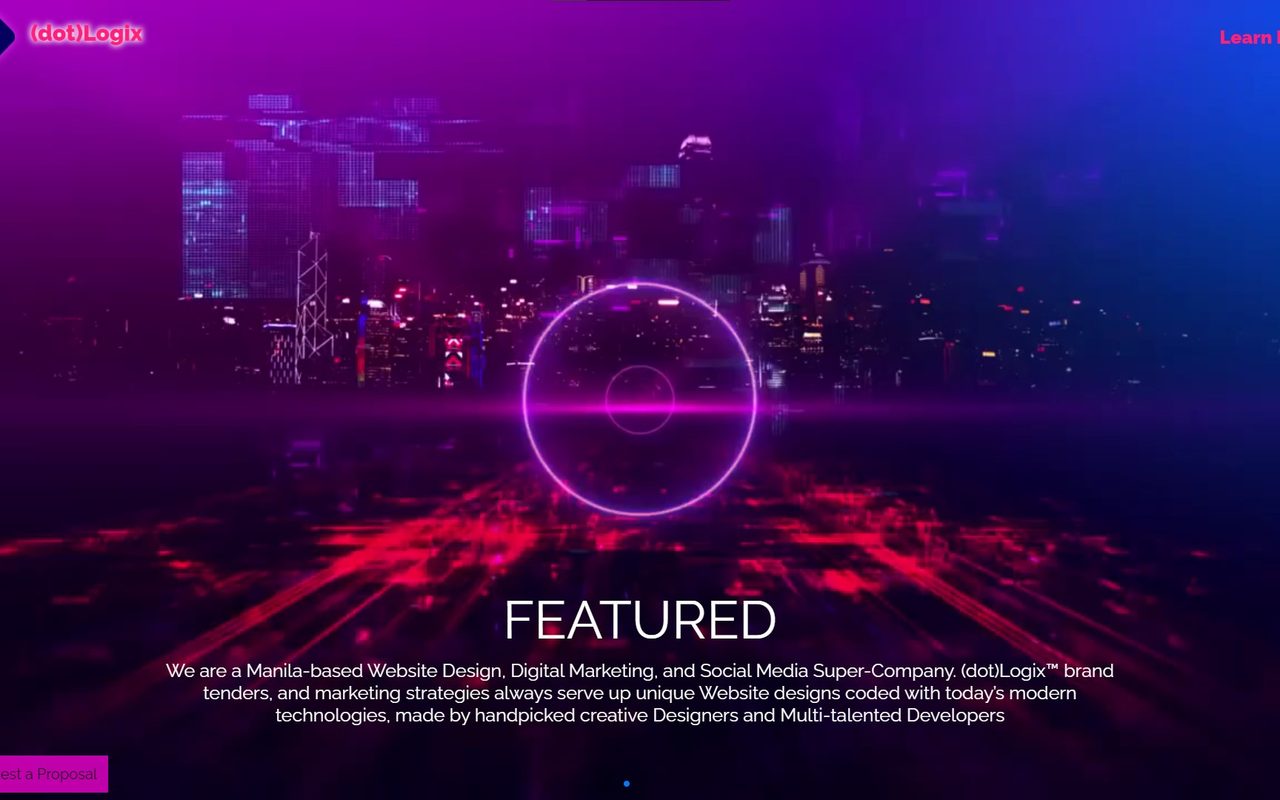 (dot)Logix
Learn
FEATURED
We are a Manila-based Website Design, Digital Marketing, and Social Media Super-Company. (dot)Logix™ brand
tenders, and marketing strategies always serve up unique Website designs coded with today's modern
technologies, made by handpicked creative Designers and Multi-talented Developers
est a Proposal